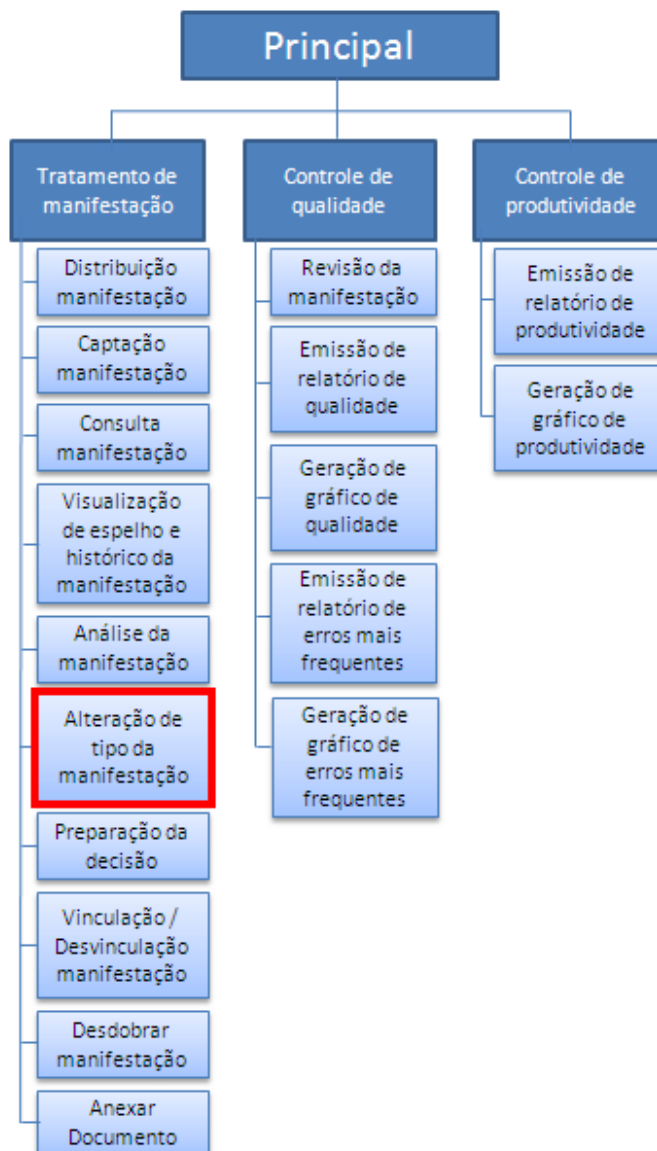 Principal
Tratamento de
manifestação
Distribuição
manifestação
Captação
manifestação
Consulta
manifestação
Visualização
de espelho e
histórico da
manifestação
Análise da
manifestação
Alteração de
tipo da
manifestação
Preparação da
decisão
Vinculação /
Desvinculação
manifestação
Desdobrar
manifestação
Anexar
Documento
Controle de
qualidade
Revisão da
manifestação
Emissão de
relatório de
qualidade
Geração de
gráfico de
qualidade
Emissão de
relatório de
erros mais
frequentes
Geração de
gráfico de
erros mais
frequentes
Controle de
produtividade
Emissão de
relatório de
produtividade
Geração de
gráfico de
produtividade